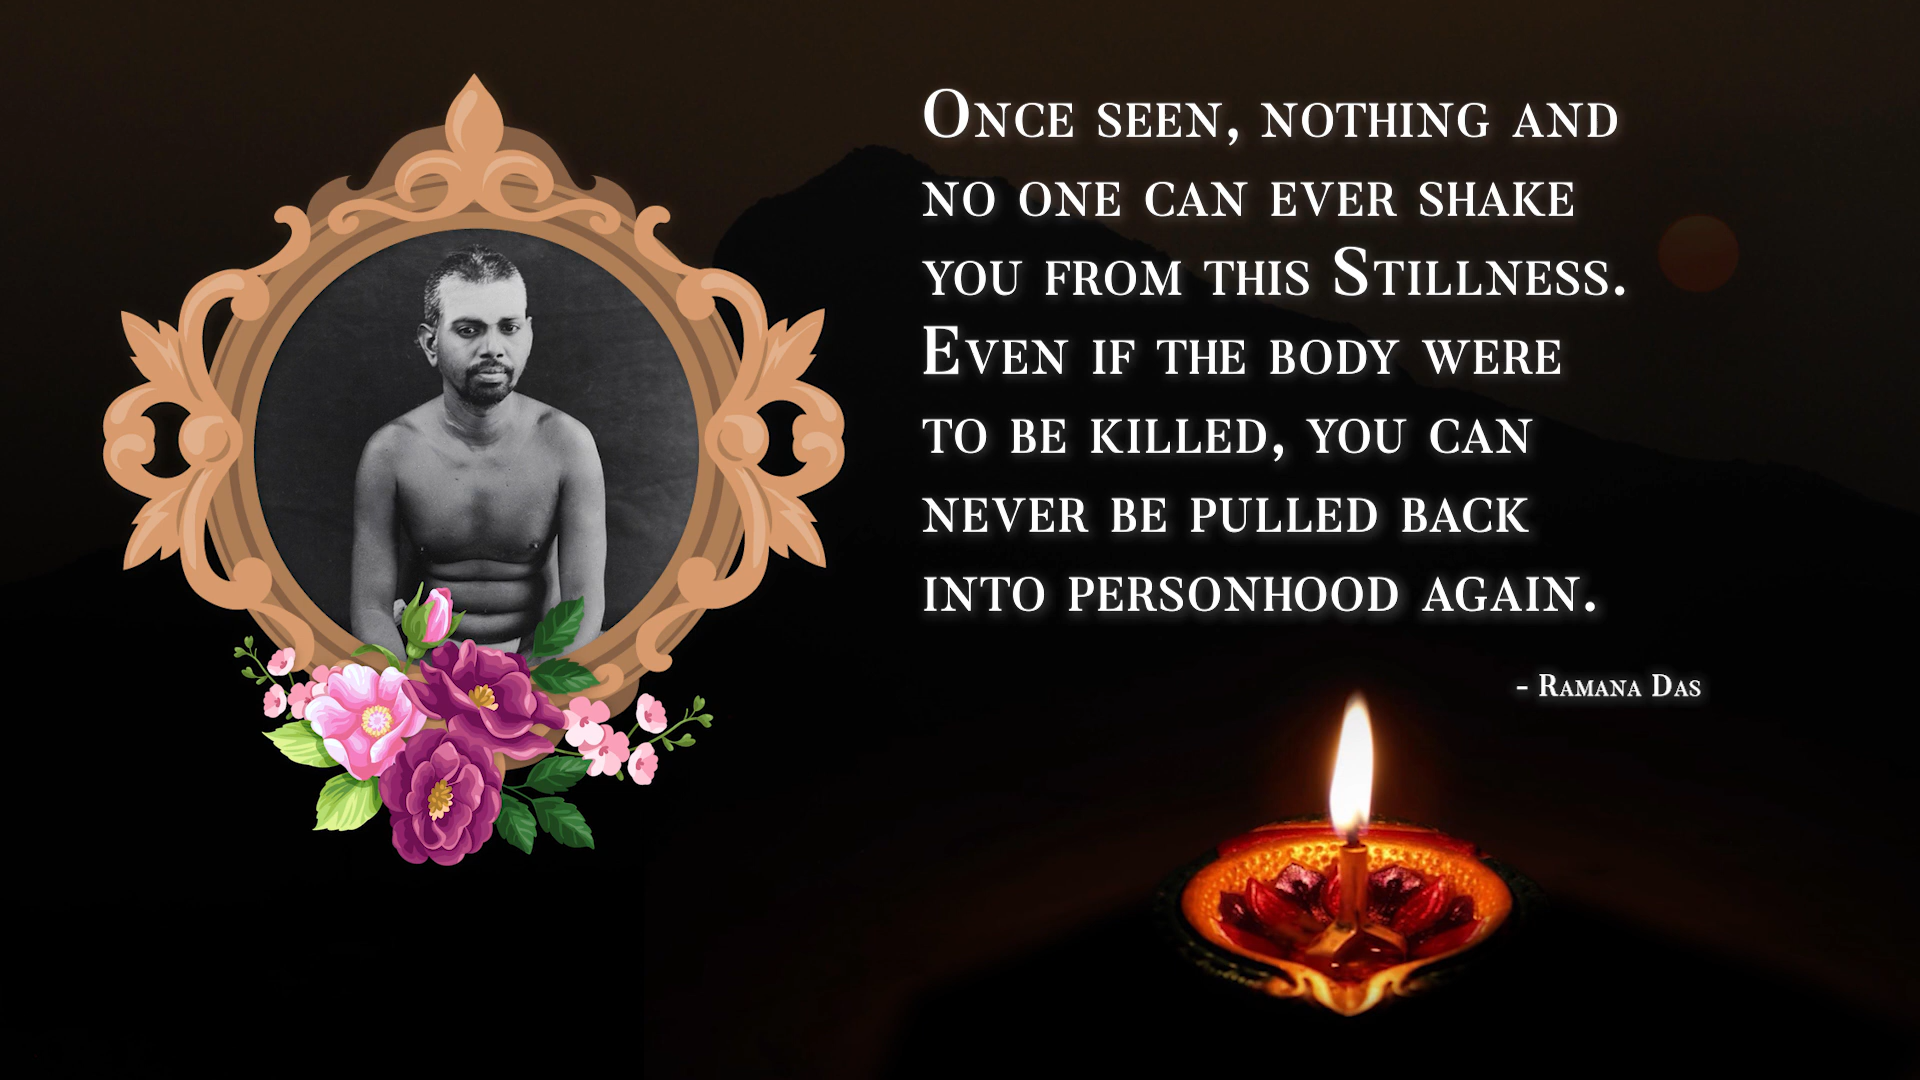 Once seen, nothing and
no one can ever shake
you from this Stillness.
Even if the body were
to be killed, you can
never be pulled back
into personhood again.
- Ramana Das